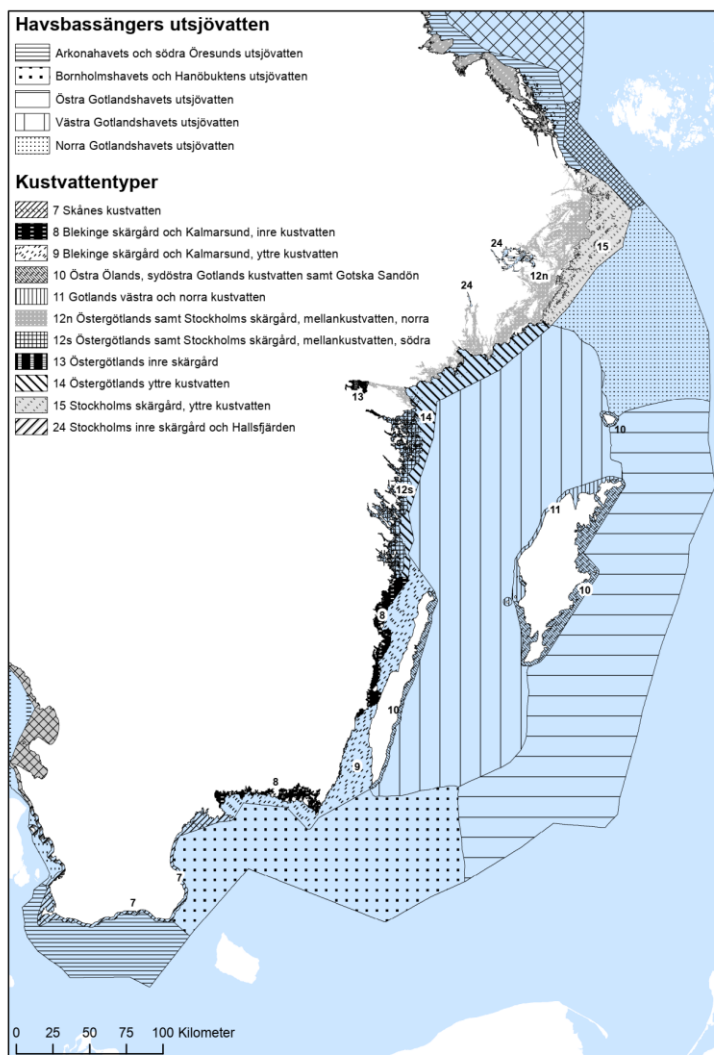 Havsbassängers utsjövatten
Arkonahavets och södra Öresunds utsjövatten
Bornholmshavets och Hanöbuktens utsjövatten
Östra Gotlandshavets utsjövatten
Västra Gotlandshavets utsjövatten
Norra Gotlandshavets utsjövatten
Kustvattentyper
7 Skånes kustvatten
8 Blekinge skärgård och Kalmarsund, inre kustvatten
9 Blekinge skärgård och Kalmarsund, yttre kustvatten
10 Östra Ölands, sydöstra Gotlands kustvatten samt Gotska Sandön
11 Gotlands västra och norra kustvatten
12n Östergötlands samt Stockholms skärgård, mellankustvatten, norra
12s Östergötlands samt Stockholms skärgård, mellankustvatten, södra
13 Östergötlands inre skärgård
14 Östergötlands yttre kustvatten
15 Stockholms skärgård, yttre kustvatten
24 Stockholms inre skärgård och Hallsfjärden
24
15
12n
24
13
14
10
12s
11
10
8
10
9
8
7
7
0 25 50 75 100 Kilometer